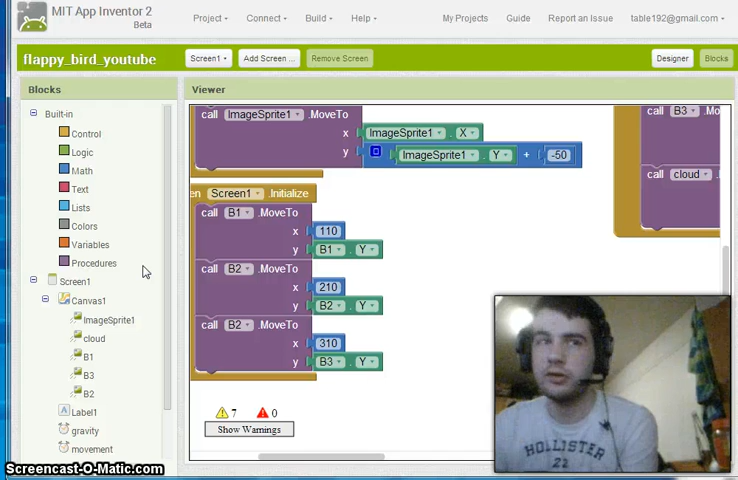 MIT App Inventor 2
Beta
Project Connect Build Help My Projects Guide Report an Issue table192@gmail.com
flappy_bird_youtube Screen1 Add Screen ... Remove Screen Designer Blocks
Blocks Viewer
Built-in
Control
Logic
Math
Text
Lists
Colors
Variables
Procedures
Screen1
Canvas1
ImageSprite1
cloud
B1
B3
B2
Label1
gravity
movement
call ImageSprite1 .MoveTo
x ImageSprite1 . X
y ImageSprite1 . Y + -50
Screen1 .Initialize
call B1 .MoveTo
x 110
y B1 . Y
call B2 .MoveTo
x 210
y B2 . Y
call B2 .MoveTo
x 310
y B3 . Y
call B3
call cloud
7 0
Show Warnings
HOLLISTER
22
Screencast-O-Matic.com